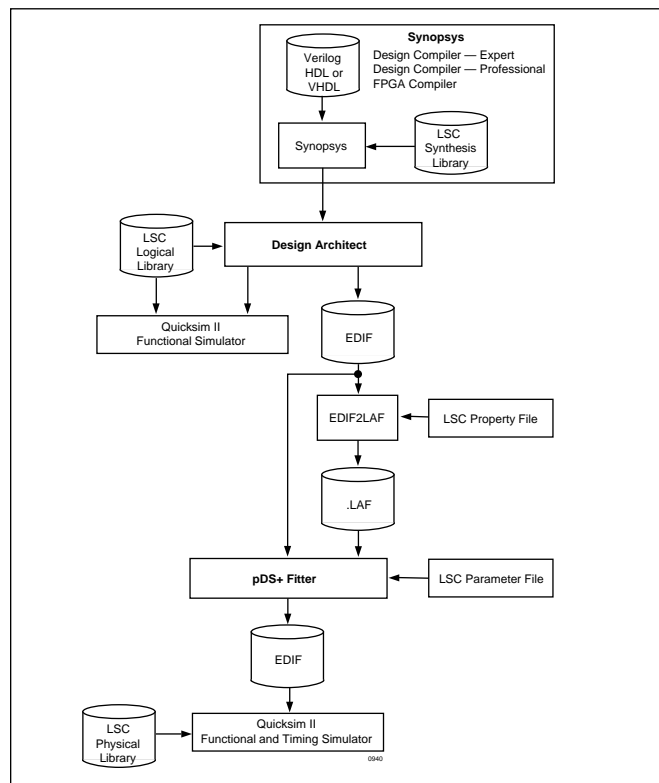 Synopsys
Design Compiler — Expert
Design Compiler — Professional
FPGA Compiler
Verilog
HDL or
VHDL
Synopsys
LSC
Synthesis
Library
LSC
Logical
Library
Design Architect
Quicksim II
Functional Simulator
EDIF
EDIF2LAF
LSC Property File
.LAF
pDS+ Fitter
LSC Parameter File
EDIF
LSC
Physical
Library
Quicksim II
Functional and Timing Simulator
0940